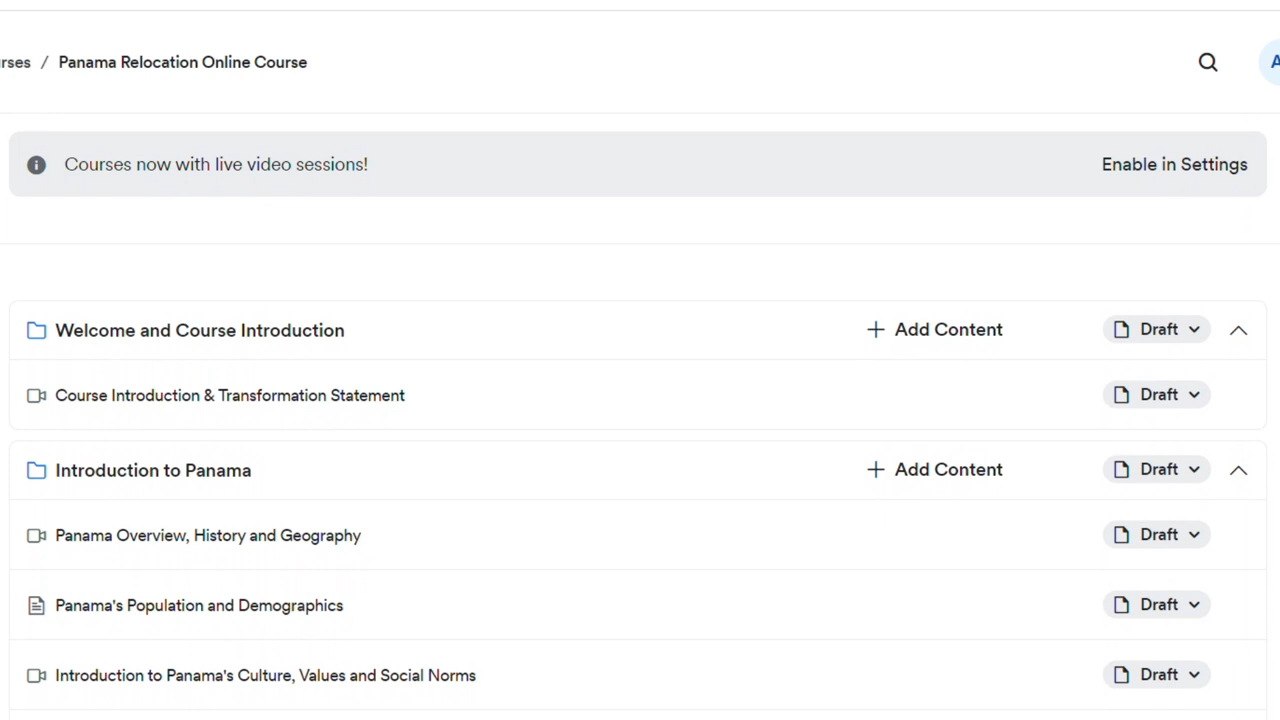 / Panama Relocation Online Course
Courses now with live video sessions! Enable in Settings
Welcome and Course Introduction + Add Content Draft
Course Introduction & Transformation Statement Draft
Introduction to Panama + Add Content Draft
Panama Overview, History and Geography Draft
Panama's Population and Demographics Draft
Introduction to Panama's Culture, Values and Social Norms Draft